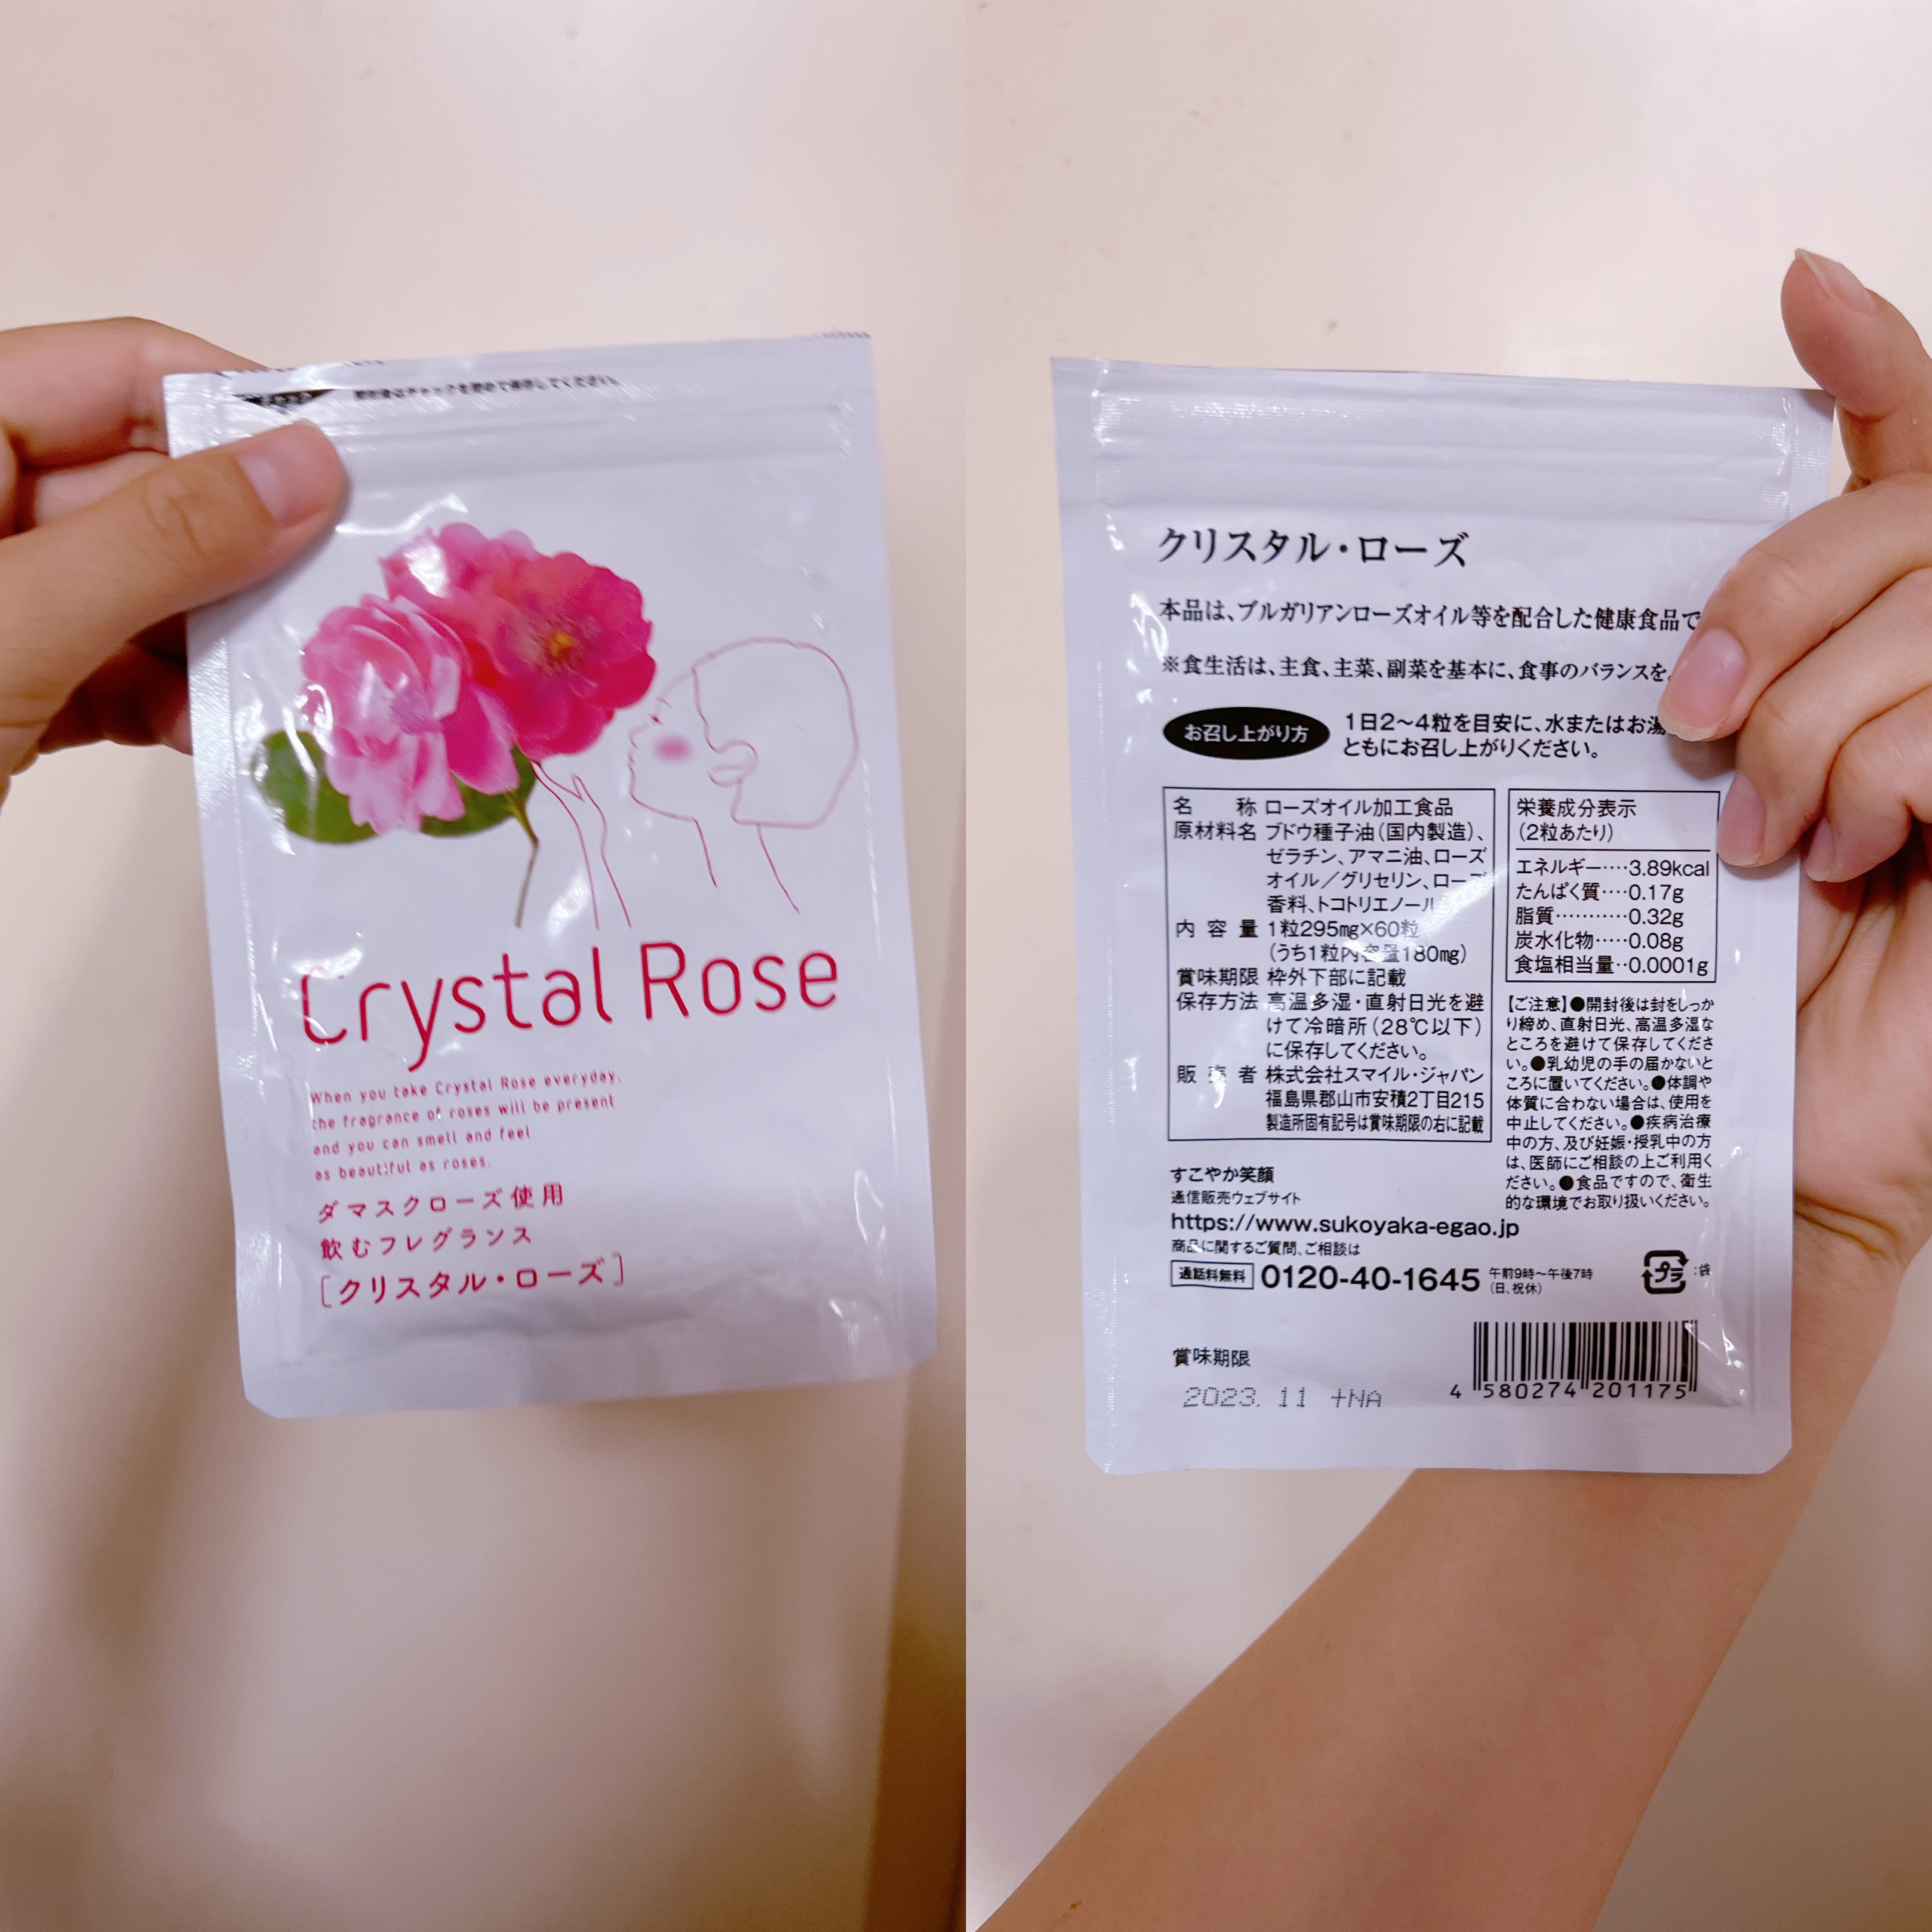 開封後はチャックを閉めて保存してください。
Crystal Rose
When you take Crystal Rose everyday,
the fragrance of roses will be present
and you can smell and feel
as beautiful as roses.
ダマスクローズ使用
飲むフレグランス
［クリスタル・ローズ］
クリスタル・ローズ
本品は、ブルガリアンローズオイル等を配合した健康食品で
※食生活は、主食、主菜、副菜を基本に、食事のバランスを。
お召し上がり方
1日2〜4粒を目安に、水またはお湯
ともにお召し上がりください。
名 称 ローズオイル加工食品
原材料名 ブドウ種子油（国内製造）、
ゼラチン、アマニ油、ローズ
オイル／グリセリン、ローズ
香料、トコトリエノール
内容量 1粒295mg×60粒
（うち1粒内容量180mg）
賞味期限 枠外下部に記載
保存方法 高温多湿・直射日光を避
けて冷暗所（28℃以下）
に保存してください。
販売者 株式会社スマイル・ジャパン
福島県郡山市安積2丁目215
製造所固有記号は賞味期限の右に記載
栄養成分表示
（2粒あたり）
エネルギー‥‥3.89kcal
たんぱく質‥‥0.17g
脂質‥‥‥‥‥0.32g
炭水化物‥‥‥0.08g
食塩相当量‥0.0001g
【ご注意】●開封後は封をしっか
り締め、直射日光、高温多湿な
ところを避けて保存してくださ
い。●乳幼児の手の届かないと
ころに置いてください。●体調や
体質に合わない場合は、使用を
中止してください。●疾病治療
中の方、及び妊娠・授乳中の方
は、医師にご相談の上ご利用く
ださい。●食品ですので、衛生
的な環境でお取り扱いください。
すこやか笑顔
通信販売ウェブサイト
https://www.sukoyaka-egao.jp
商品に関するご質問、ご相談は
通話料無料 0120-40-1645 午前9時〜午後7時
（日、祝休）
プラ :袋
賞味期限
2023. 11 +NA
4 580274 201175